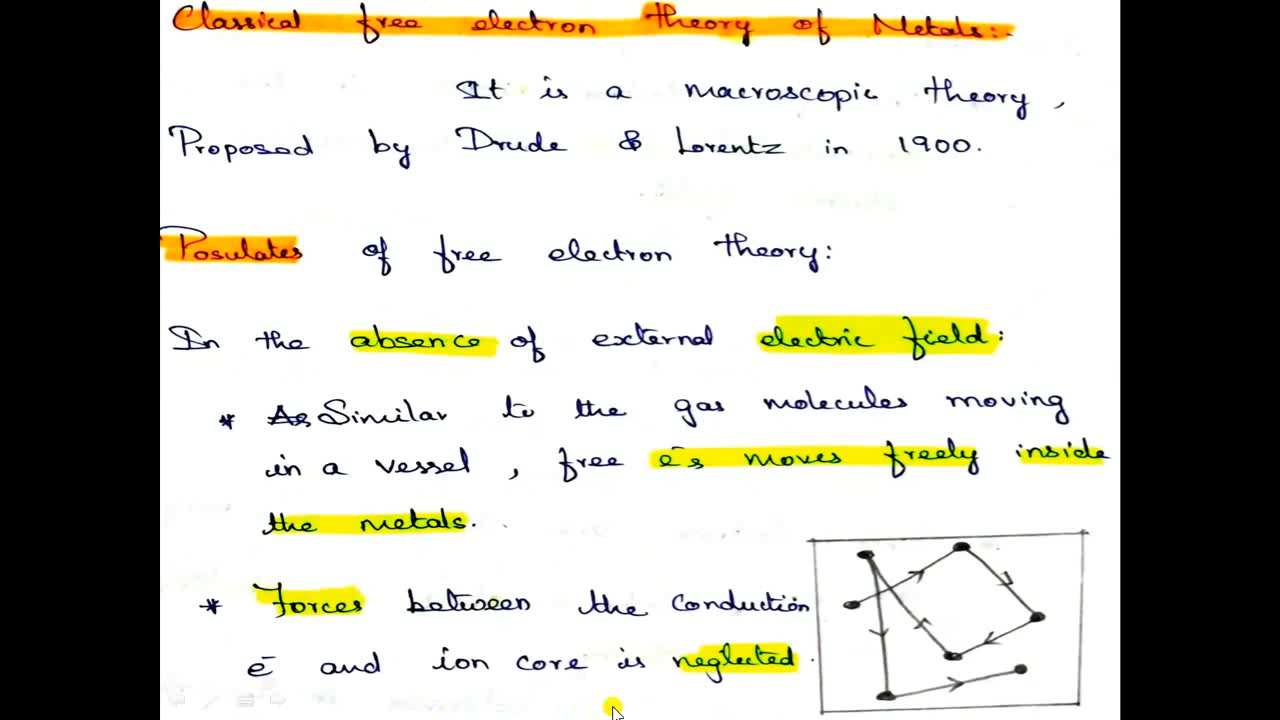 Classical free electron theory of Metals:-
It is a macroscopic theory,
Proposed by Drude & Lorentz in 1900.
Posulates of free electron theory:
In the absence of external electric field:
* As Similar to the gas molecules moving
in a vessel, free e⁻s moves freely inside
the metals.
* Forces between the conduction
e⁻ and ion core is neglected.